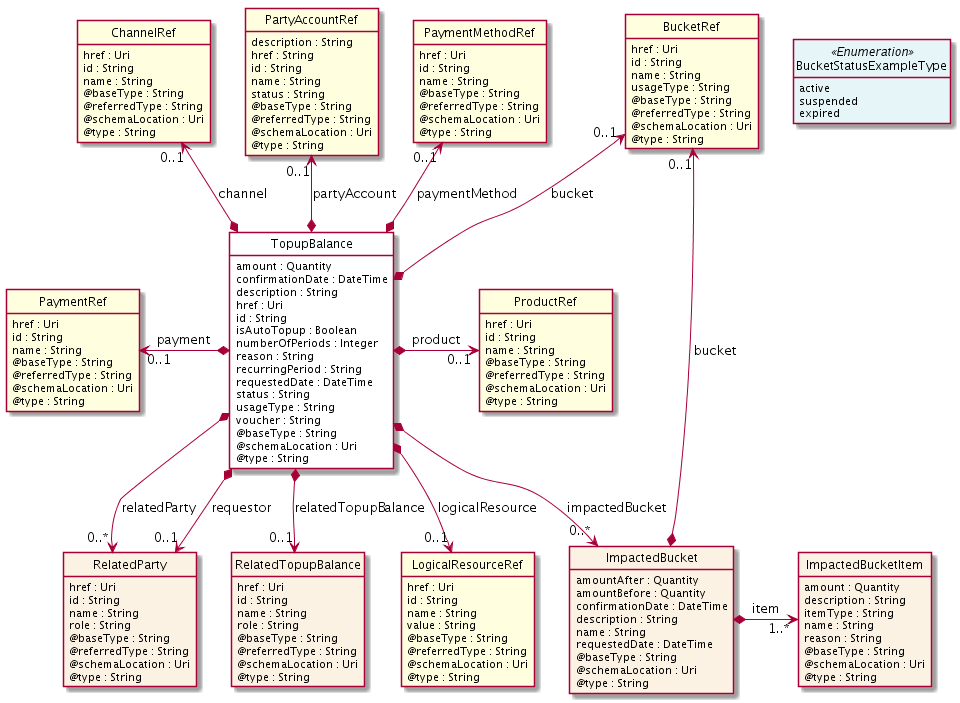 ChannelRef
href : Uri
id : String
name : String
@baseType : String
@referredType : String
@schemaLocation : Uri
@type : String
PartyAccountRef
description : String
href : String
id : String
name : String
status : String
@baseType : String
@referredType : String
@schemaLocation : Uri
@type : String
PaymentMethodRef
href : Uri
id : String
name : String
@baseType : String
@referredType : String
@schemaLocation : Uri
@type : String
BucketRef
href : Uri
id : String
name : String
usageType : String
@baseType : String
@referredType : String
@schemaLocation : Uri
@type : String
«Enumeration»
BucketStatusExampleType
active
suspended
expired
0..1
channel
0..1
partyAccount
0..1
paymentMethod
0..1
bucket
0..1
bucket
TopupBalance
amount : Quantity
confirmationDate : DateTime
description : String
href : Uri
id : String
isAutoTopup : Boolean
numberOfPeriods : Integer
reason : String
recurringPeriod : String
requestedDate : DateTime
status : String
usageType : String
voucher : String
@baseType : String
@schemaLocation : Uri
@type : String
PaymentRef
href : Uri
id : String
name : String
@baseType : String
@referredType : String
@schemaLocation : Uri
@type : String
payment
0..1
product
0..1
ProductRef
href : Uri
id : String
name : String
@baseType : String
@referredType : String
@schemaLocation : Uri
@type : String
relatedParty
0..*
requestor
0..1
relatedTopupBalance
0..1
logicalResource
0..1
impactedBucket
0..*
RelatedParty
href : Uri
id : String
name : String
role : String
@baseType : String
@referredType : String
@schemaLocation : Uri
@type : String
RelatedTopupBalance
href : Uri
id : String
name : String
role : String
@baseType : String
@referredType : String
@schemaLocation : Uri
@type : String
LogicalResourceRef
href : Uri
id : String
name : String
value : String
@baseType : String
@referredType : String
@schemaLocation : Uri
@type : String
ImpactedBucket
amountAfter : Quantity
amountBefore : Quantity
confirmationDate : DateTime
description : String
name : String
requestedDate : DateTime
@baseType : String
@schemaLocation : Uri
@type : String
item
1..*
ImpactedBucketItem
amount : Quantity
description : String
itemType : String
name : String
reason : String
@baseType : String
@schemaLocation : Uri
@type : String